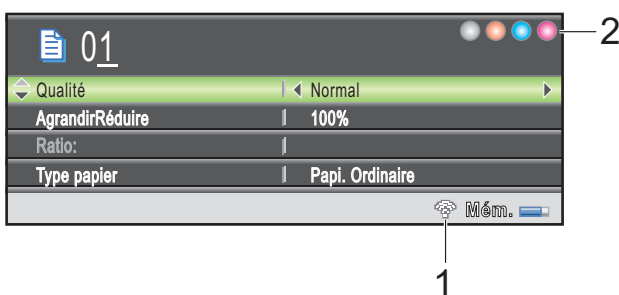 01
2
Qualité Normal
AgrandirRéduire 100%
Ratio:
Type papier Papi. Ordinaire
Mém.
1